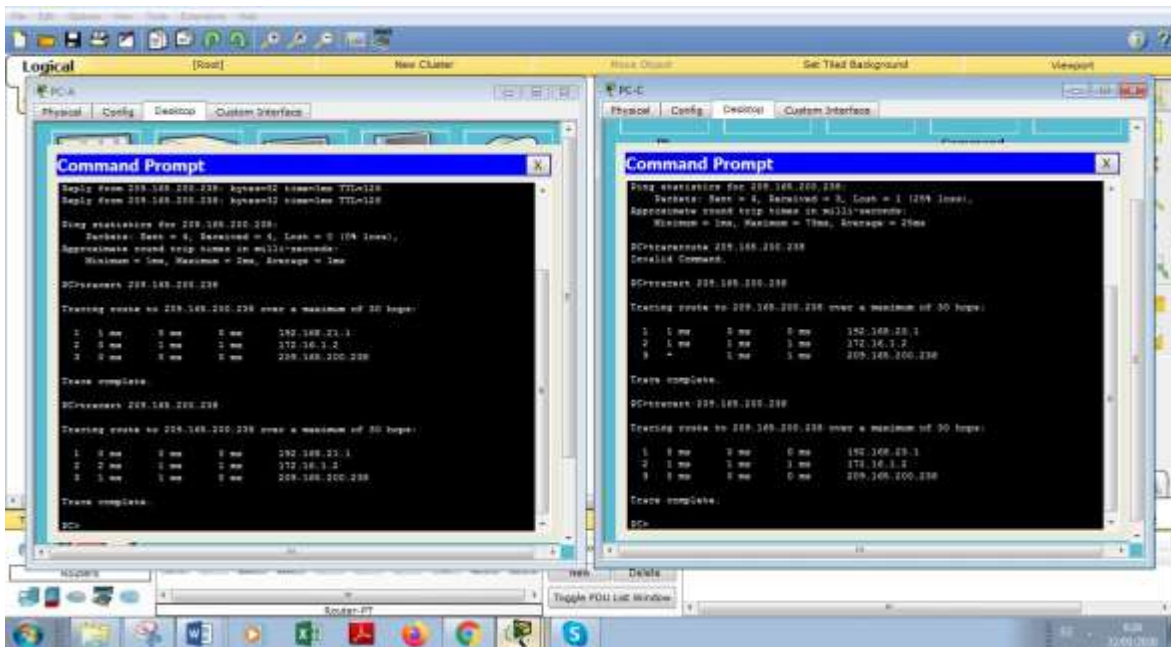 File Edit Options View Tools Extensions Help
Logical [Root] New Cluster Move Object Set Tiled Background Viewport
PC-A
Physical Config Desktop Custom Interface
Command Prompt X
Reply from 209.165.200.238: bytes=32 time=1ms TTL=126
Reply from 209.165.200.238: bytes=32 time=1ms TTL=126
Ping statistics for 209.165.200.238:
Packets: Sent = 4, Received = 4, Lost = 0 (0% loss),
Approximate round trip times in milli-seconds:
Minimum = 1ms, Maximum = 2ms, Average = 1ms
PC>tracert 209.165.200.238
Tracing route to 209.165.200.238 over a maximum of 30 hops:
1 1 ms 0 ms 0 ms 192.168.21.1
2 0 ms 1 ms 1 ms 172.16.1.2
3 0 ms 1 ms 0 ms 209.165.200.238
Trace complete.
PC>tracert 209.165.200.238
Tracing route to 209.165.200.238 over a maximum of 30 hops:
1 0 ms 0 ms 0 ms 192.168.21.1
2 2 ms 1 ms 0 ms 172.16.1.2
3 1 ms 1 ms 0 ms 209.165.200.238
Trace complete.
PC>
PC-C
Physical Config Desktop Custom Interface
Command Prompt X
Ping statistics for 209.165.200.238:
Packets: Sent = 4, Received = 3, Lost = 1 (25% loss),
Approximate round trip times in milli-seconds:
Minimum = 1ms, Maximum = 73ms, Average = 25ms
PC>traceroute 209.165.200.238
Invalid Command.
PC>tracert 209.165.200.238
Tracing route to 209.165.200.238 over a maximum of 30 hops:
1 1 ms 0 ms 0 ms 192.168.23.1
2 1 ms 1 ms 0 ms 172.16.1.2
3 * 1 ms 1 ms 209.165.200.238
Trace complete.
PC>tracert 209.165.200.238
Tracing route to 209.165.200.238 over a maximum of 30 hops:
1 0 ms 0 ms 0 ms 192.168.23.1
2 1 ms 1 ms 1 ms 172.16.1.2
3 0 ms 0 ms 0 ms 209.165.200.238
Trace complete.
PC>
Routers
New Delete
Toggle PDU List Window
Router-PT